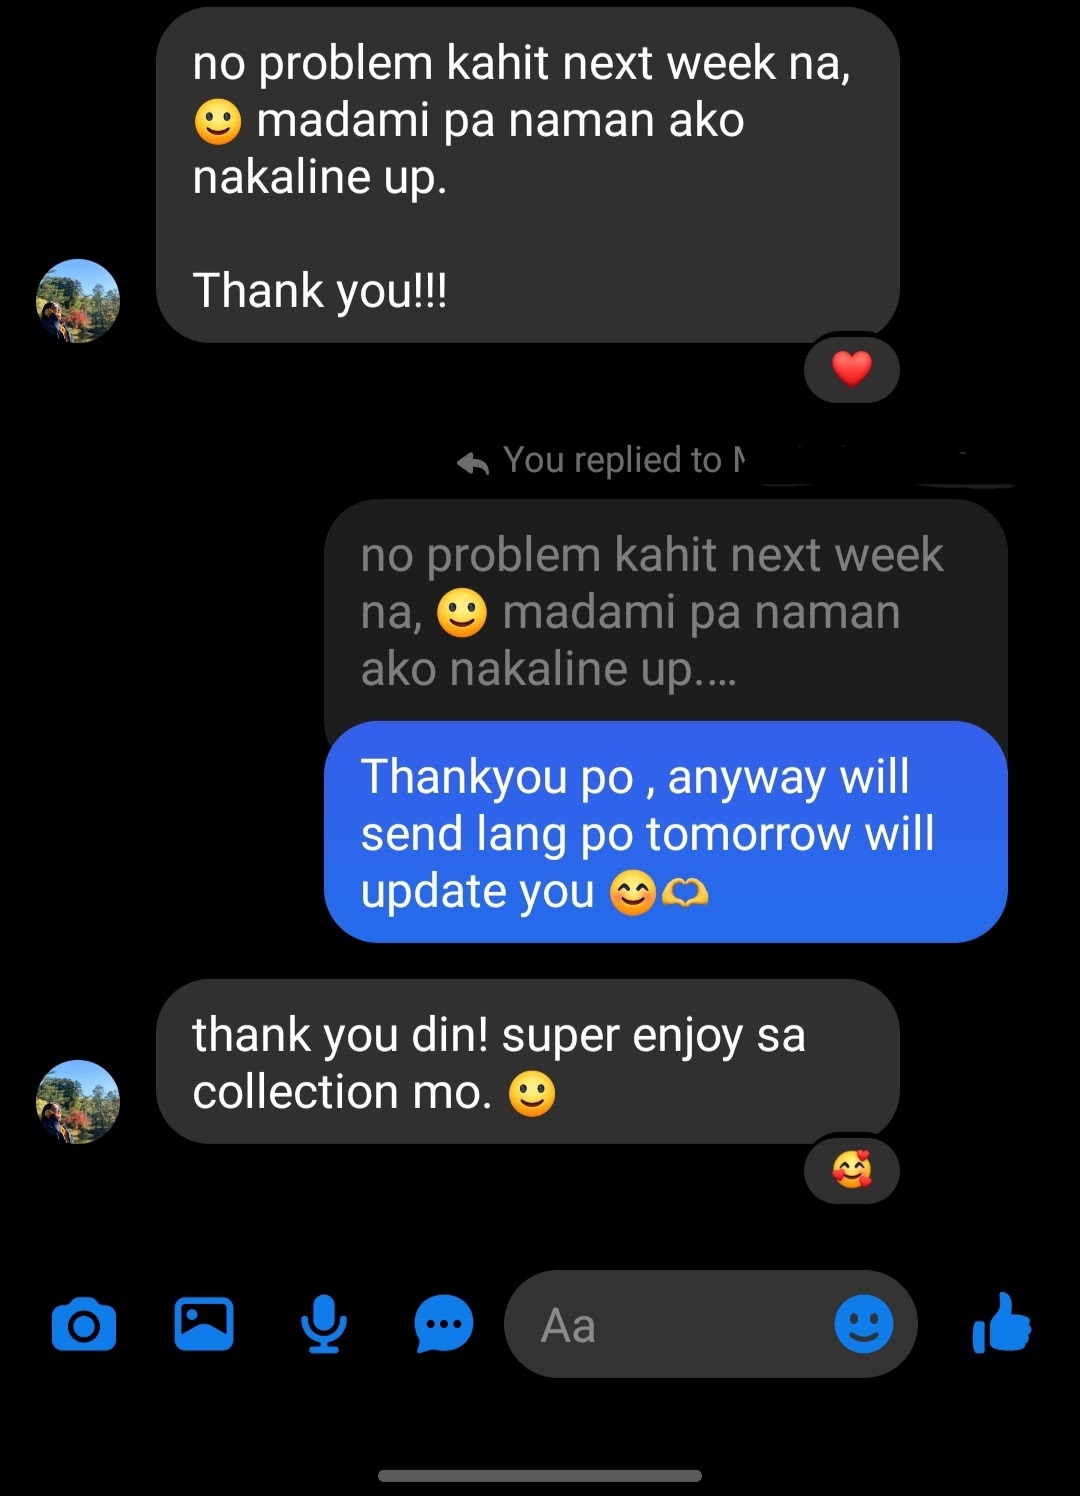 no problem kahit next week na,
🙂 madami pa naman ako
nakaline up.
Thank you!!!
You replied to
no problem kahit next week
na, 🙂 madami pa naman
ako nakaline up....
Thankyou po , anyway will
send lang po tomorrow will
update you 😊🫶
thank you din! super enjoy sa
collection mo. 🙂
Aa